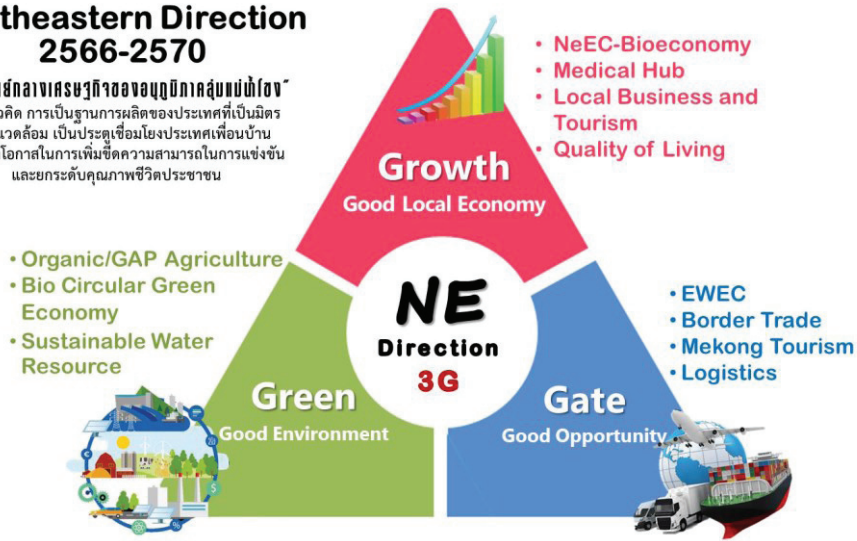 theastern Direction
2566-2570
ย์กลางเศรษฐกิจของอนุภูมิภาคลุ่มแม่น้ำโขง"
วคิด การเป็นฐานการผลิตของประเทศที่เป็นมิตร
แวดล้อม เป็นประตูเชื่อมโยงประเทศเพื่อนบ้าน
โอกาสในการเพิ่มขีดความสามารถในการแข่งขัน
และยกระดับคุณภาพชีวิตประชาชน
• NeEC-Bioeconomy
• Medical Hub
• Local Business and
Tourism
• Quality of Living
Growth
Good Local Economy
• Organic/GAP Agriculture
• Bio Circular Green
Economy
• Sustainable Water
Resource
NE
Direction
3G
• EWEC
• Border Trade
• Mekong Tourism
• Logistics
Green
Good Environment
Gate
Good Opportunity